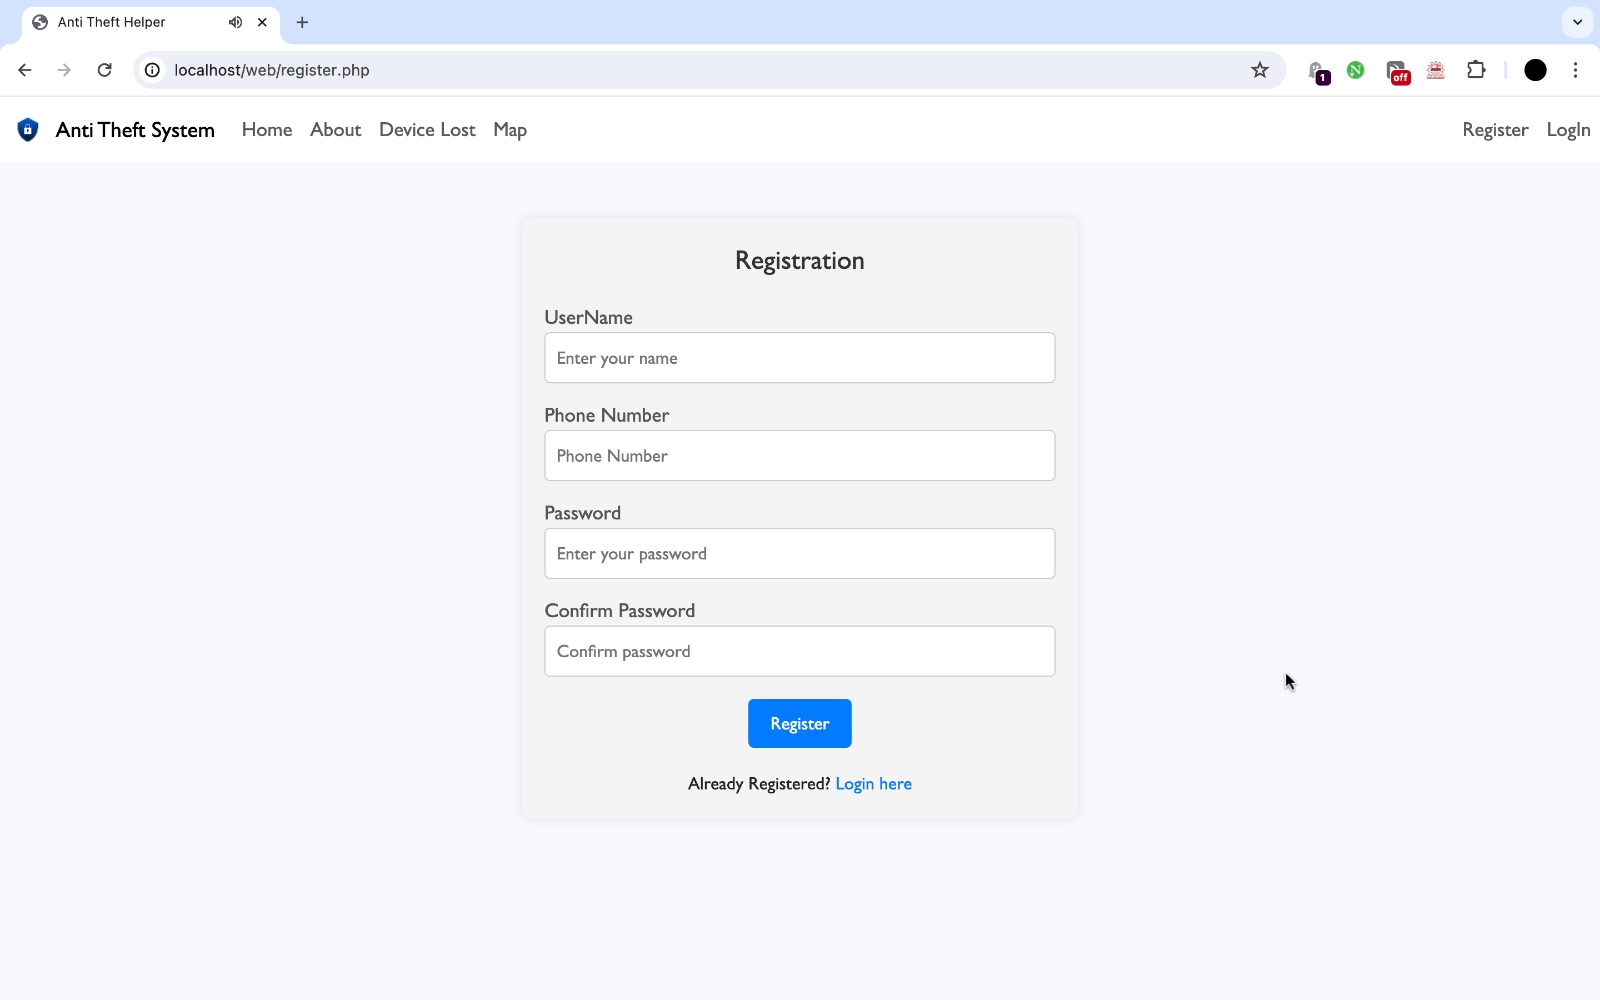 Anti Theft Helper
localhost/web/register.php
N
1
off
Anti Theft System Home About Device Lost Map Register LogIn
Registration
UserName
Enter your name
Phone Number
Phone Number
Password
Enter your password
Confirm Password
Confirm password
Register
Already Registered? Login here